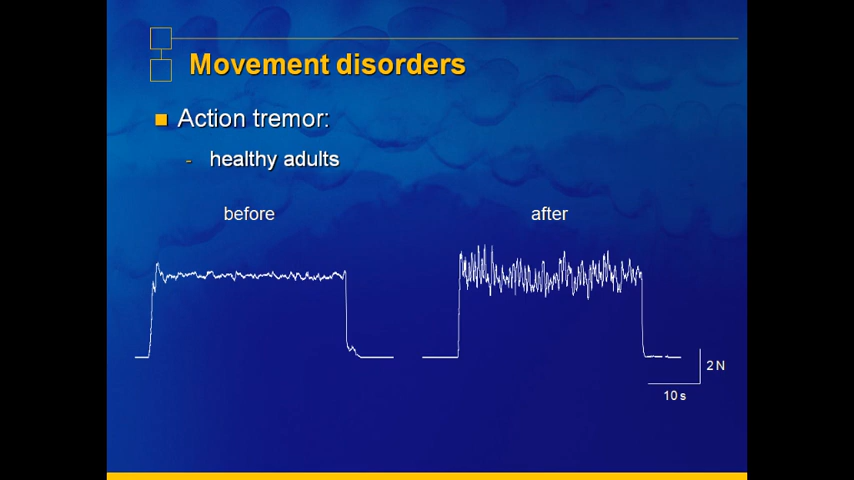 Movement disorders
Action tremor:
- healthy adults
before
after
2 N
10 s